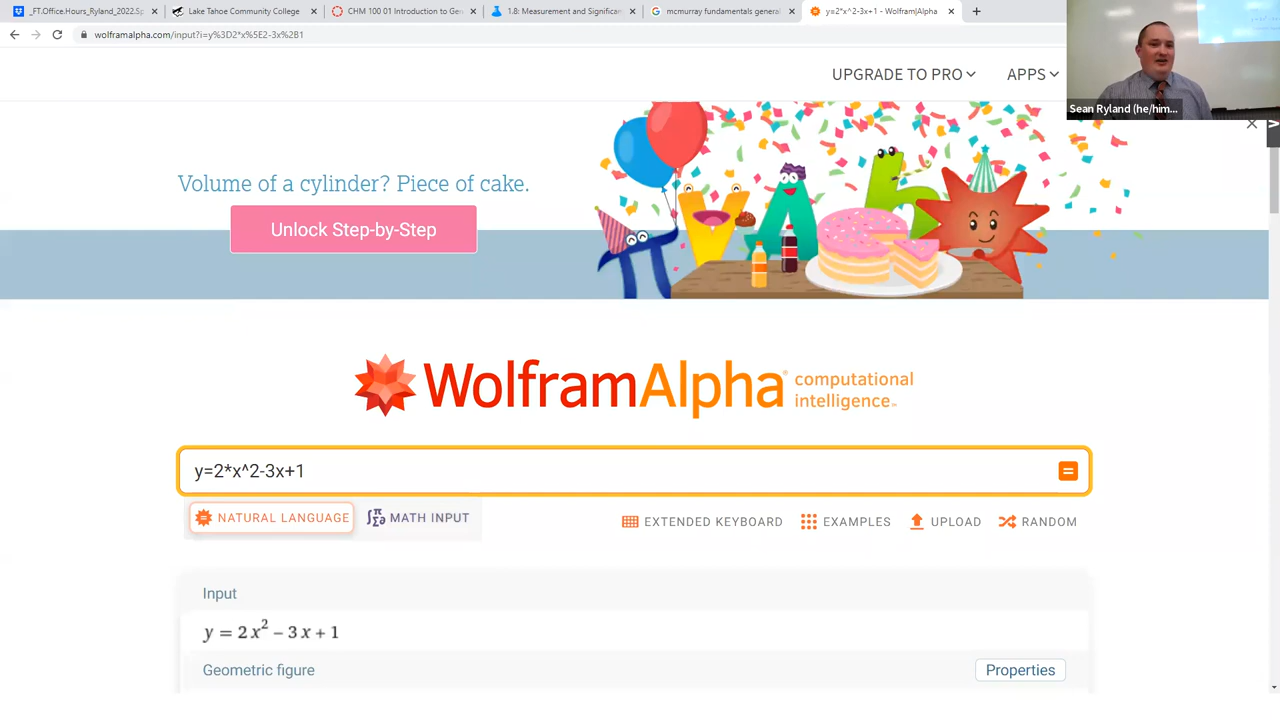 _FT.Office.Hours_Ryland_2022.Sp
Lake Tahoe Community College
CHM 100 01 Introduction to Gen
1.8: Measurement and Significan
mcmurray fundamentals general
y=2*x^2-3x+1 - Wolfram|Alpha
wolframalpha.com/input?i=y%3D2*x%5E2-3x%2B1
UPGRADE TO PRO
APPS
Sean Ryland (he/him...
Volume of a cylinder? Piece of cake.
Unlock Step-by-Step
WolframAlpha computational intelligence
y=2*x^2-3x+1
NATURAL LANGUAGE
MATH INPUT
EXTENDED KEYBOARD
EXAMPLES
UPLOAD
RANDOM
Input
y = 2 x² – 3 x + 1
Geometric figure
Properties